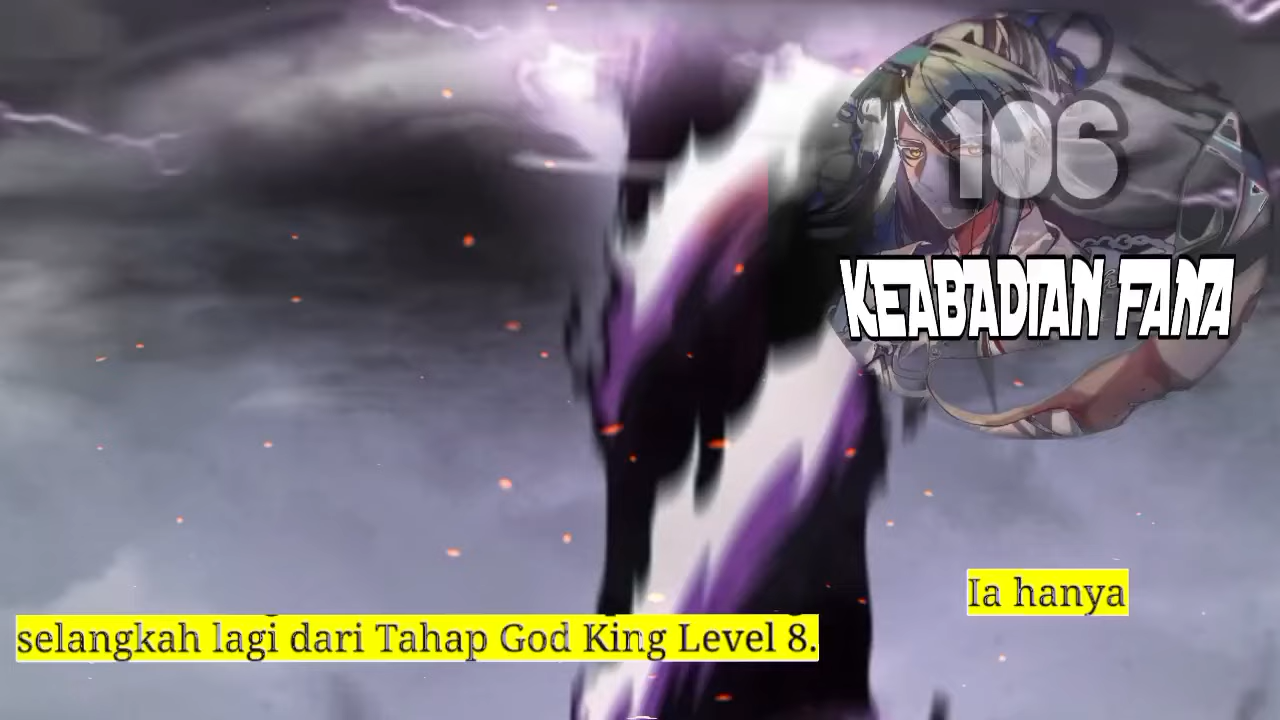 106
KEABADIAN FANA
Ia hanya
selangkah lagi dari Tahap God King Level 8.